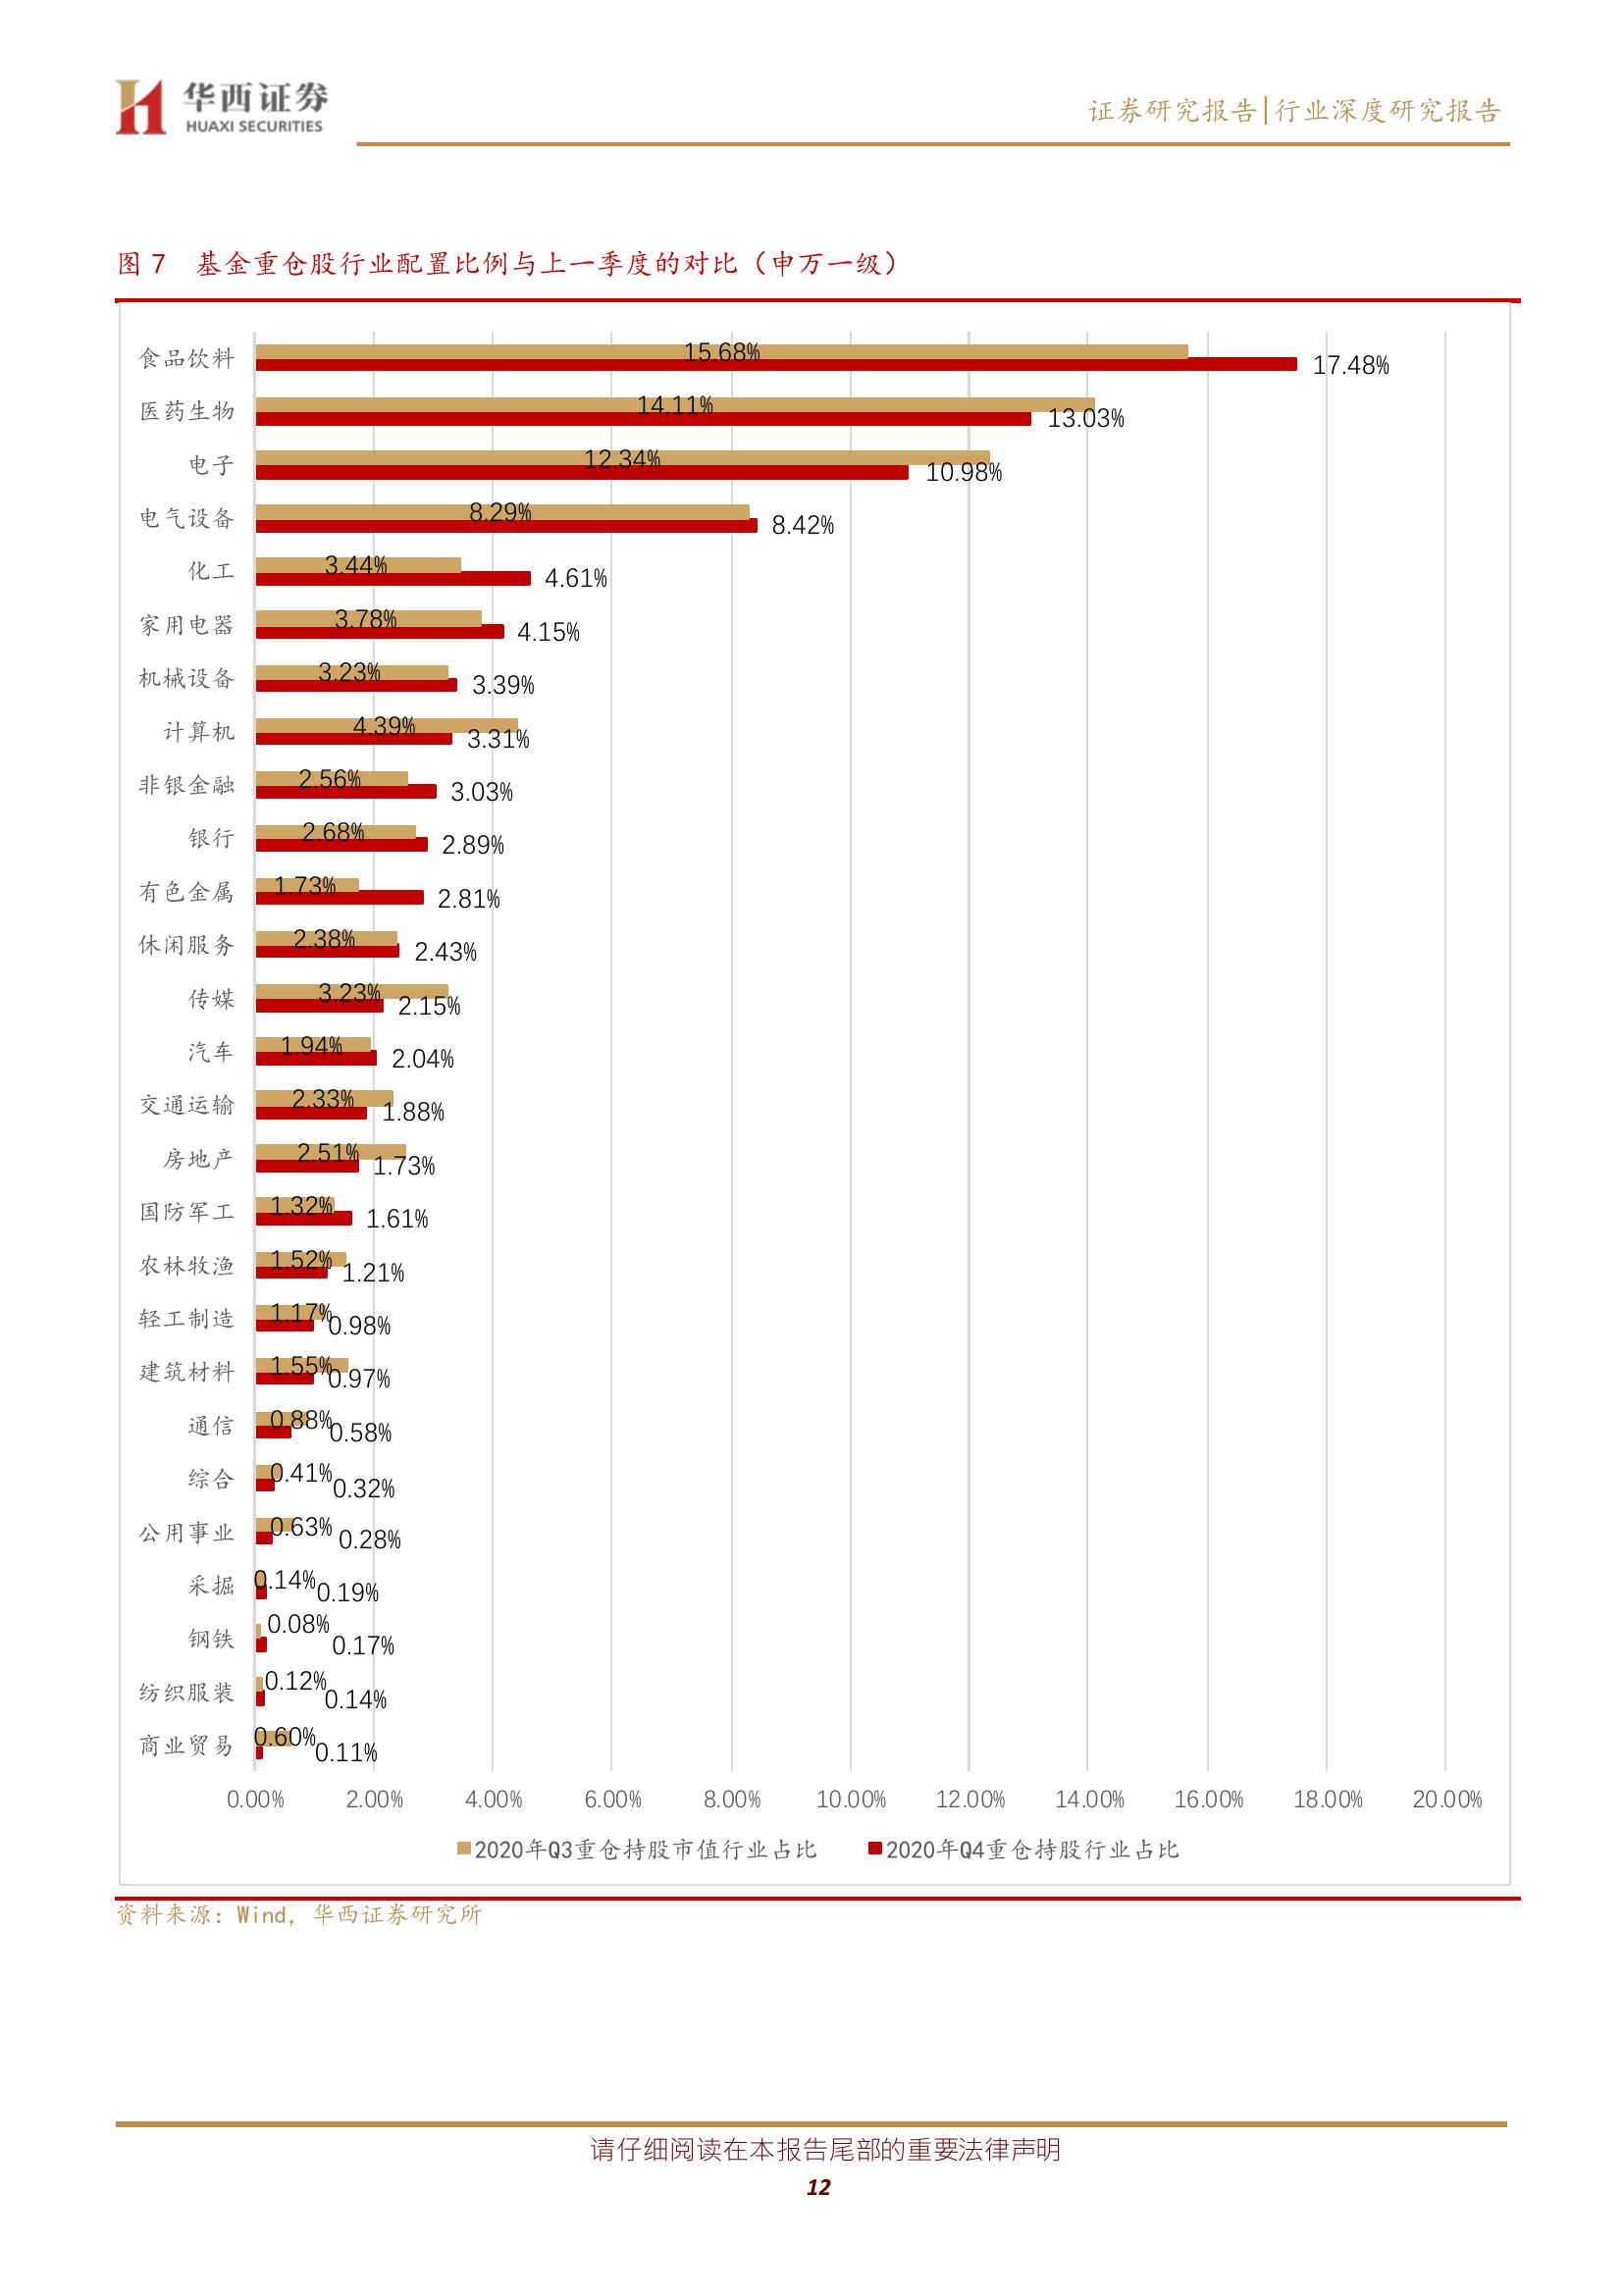 华西证券
HUAXI SECURITIES
证券研究报告|行业深度研究报告
图 7 基金重仓股行业配置比例与上一季度的对比（申万一级）
食品饮料 15.68% 17.48%
医药生物 14.11% 13.03%
电子 12.34% 10.98%
电气设备 8.29% 8.42%
化工 3.44% 4.61%
家用电器 3.78% 4.15%
机械设备 3.23% 3.39%
计算机 4.39% 3.31%
非银金融 2.56% 3.03%
银行 2.68% 2.89%
有色金属 1.73% 2.81%
休闲服务 2.38% 2.43%
传媒 3.23% 2.15%
汽车 1.94% 2.04%
交通运输 2.33% 1.88%
房地产 2.51% 1.73%
国防军工 1.32% 1.61%
农林牧渔 1.52% 1.21%
轻工制造 1.17% 0.98%
建筑材料 1.55% 0.97%
通信 0.88% 0.58%
综合 0.41% 0.32%
公用事业 0.63% 0.28%
采掘 0.14% 0.19%
钢铁 0.08% 0.17%
纺织服装 0.12% 0.14%
商业贸易 0.60% 0.11%
0.00% 2.00% 4.00% 6.00% 8.00% 10.00% 12.00% 14.00% 16.00% 18.00% 20.00%
2020年Q3重仓持股市值行业占比 2020年Q4重仓持股行业占比
资料来源：Wind，华西证券研究所
请仔细阅读在本报告尾部的重要法律声明
12